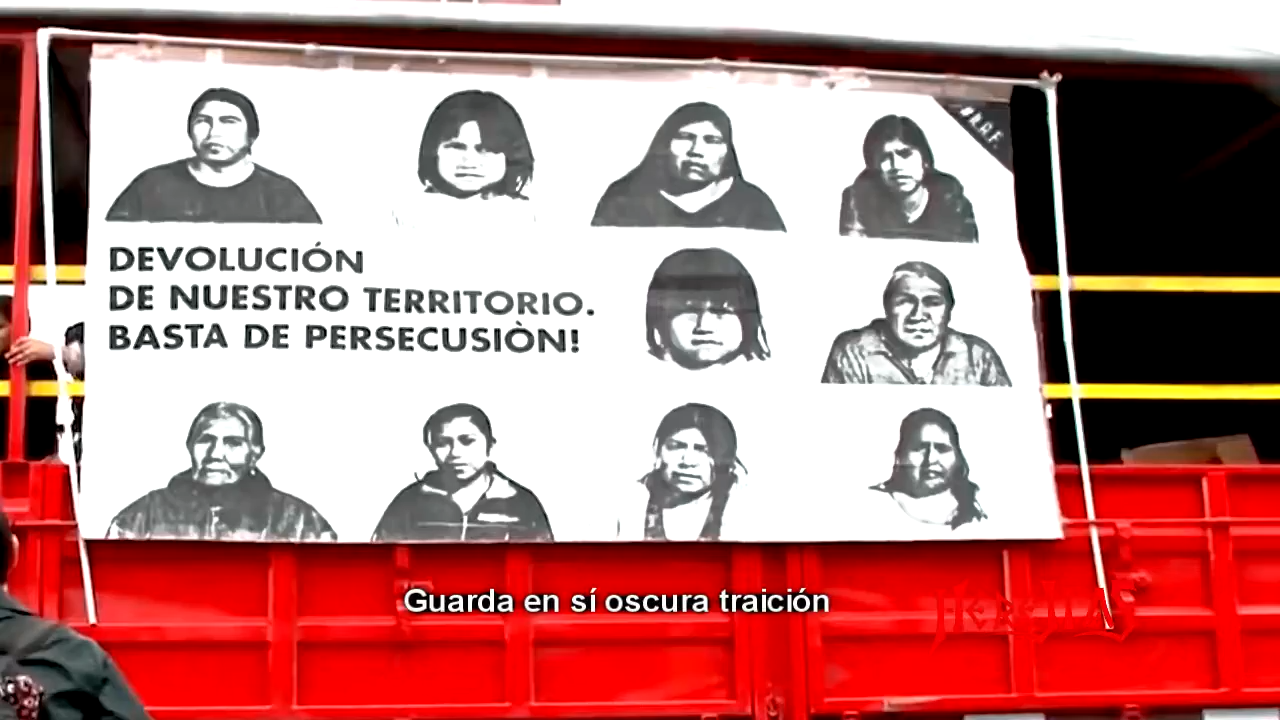 DEVOLUCIÓN
DE NUESTRO TERRITORIO.
BASTA DE PERSECUSIÒN!
Guarda en sí oscura traición